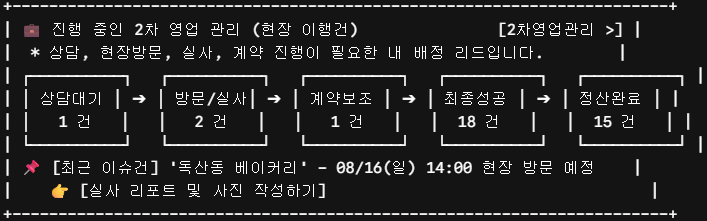 💼 진행 중인 2차 영업 관리 (현장 이행건) [2차영업관리 >]
* 상담, 현장방문, 실사, 계약 진행이 필요한 내 배정 리드입니다.
상담대기 ➔ 방문/실사 ➔ 계약보조 ➔ 최종성공 ➔ 정산완료
1 건 2 건 1 건 18 건 15 건
📌 [최근 이슈건] '독산동 베이커리' - 08/16(일) 14:00 현장 방문 예정
👉 [실사 리포트 및 사진 작성하기]